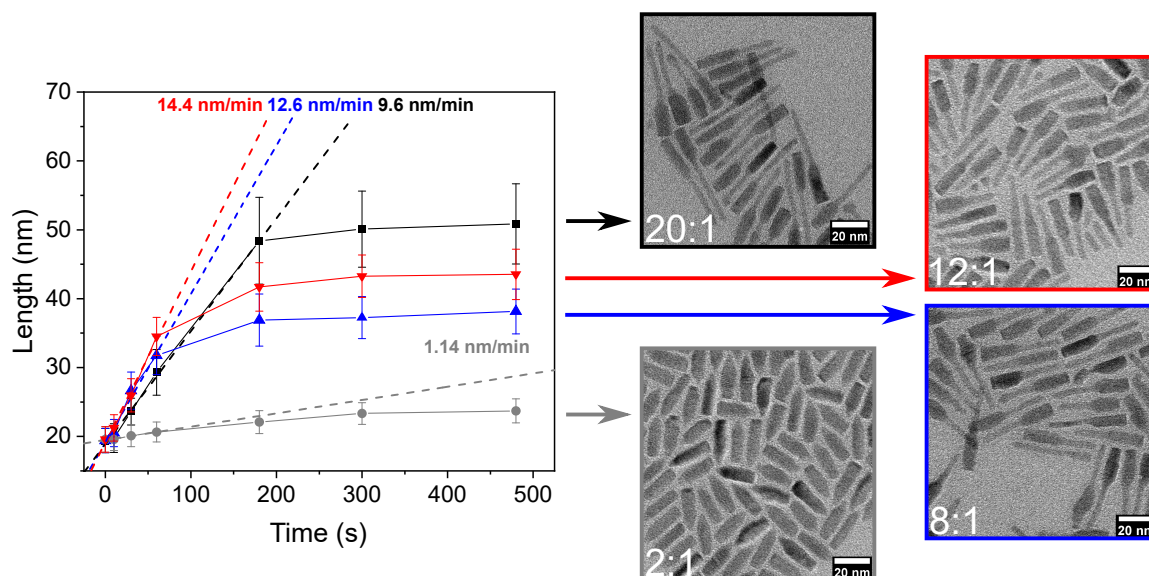 14.4 nm/min 12.6 nm/min 9.6 nm/min
1.14 nm/min
70
60
50
40
30
20
Length (nm)
0 100 200 300 400 500
Time (s)
20:1
20 nm
12:1
20 nm
2:1
20 nm
8:1
20 nm